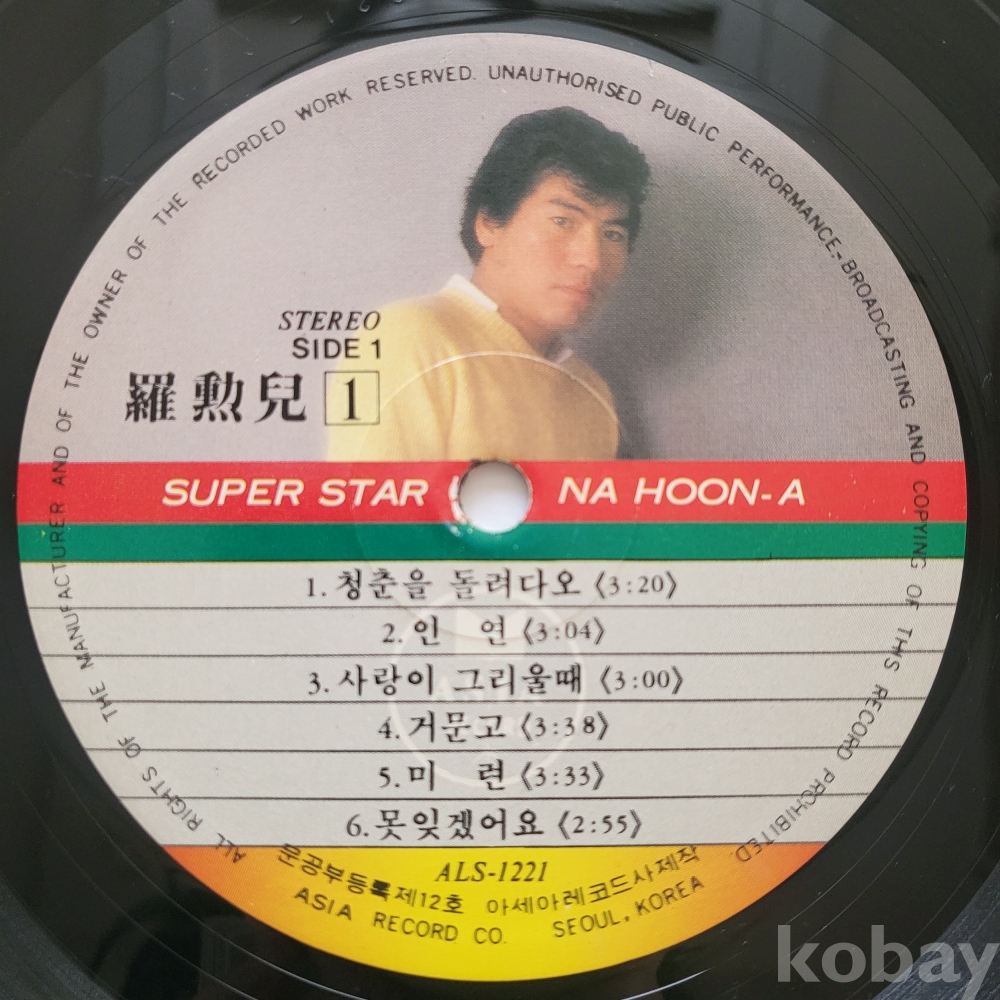 ALL RIGHTS OF THE MANUFACTURER AND OF THE OWNER OF THE RECORDED WORK RESERVED. UNAUTHORISED PUBLIC PERFORMANCE,-BROADCASTING AND COPYING OF THIS RECORD PROHIBITED
STEREO
SIDE 1
羅勲兒 1
SUPER STAR NA HOON-A
1. 청춘을 돌려다오 《3:20》
2. 인 연 《3:04》
3. 사랑이 그리울때 《3:00》
4. 거문고 《3:38》
5. 미 련 《3:33》
6. 못잊겠어요 《2:55》
ALS-1221
문공부등록제12호 아세아레코드사제작
ASIA RECORD CO. SEOUL, KOREA
kobay